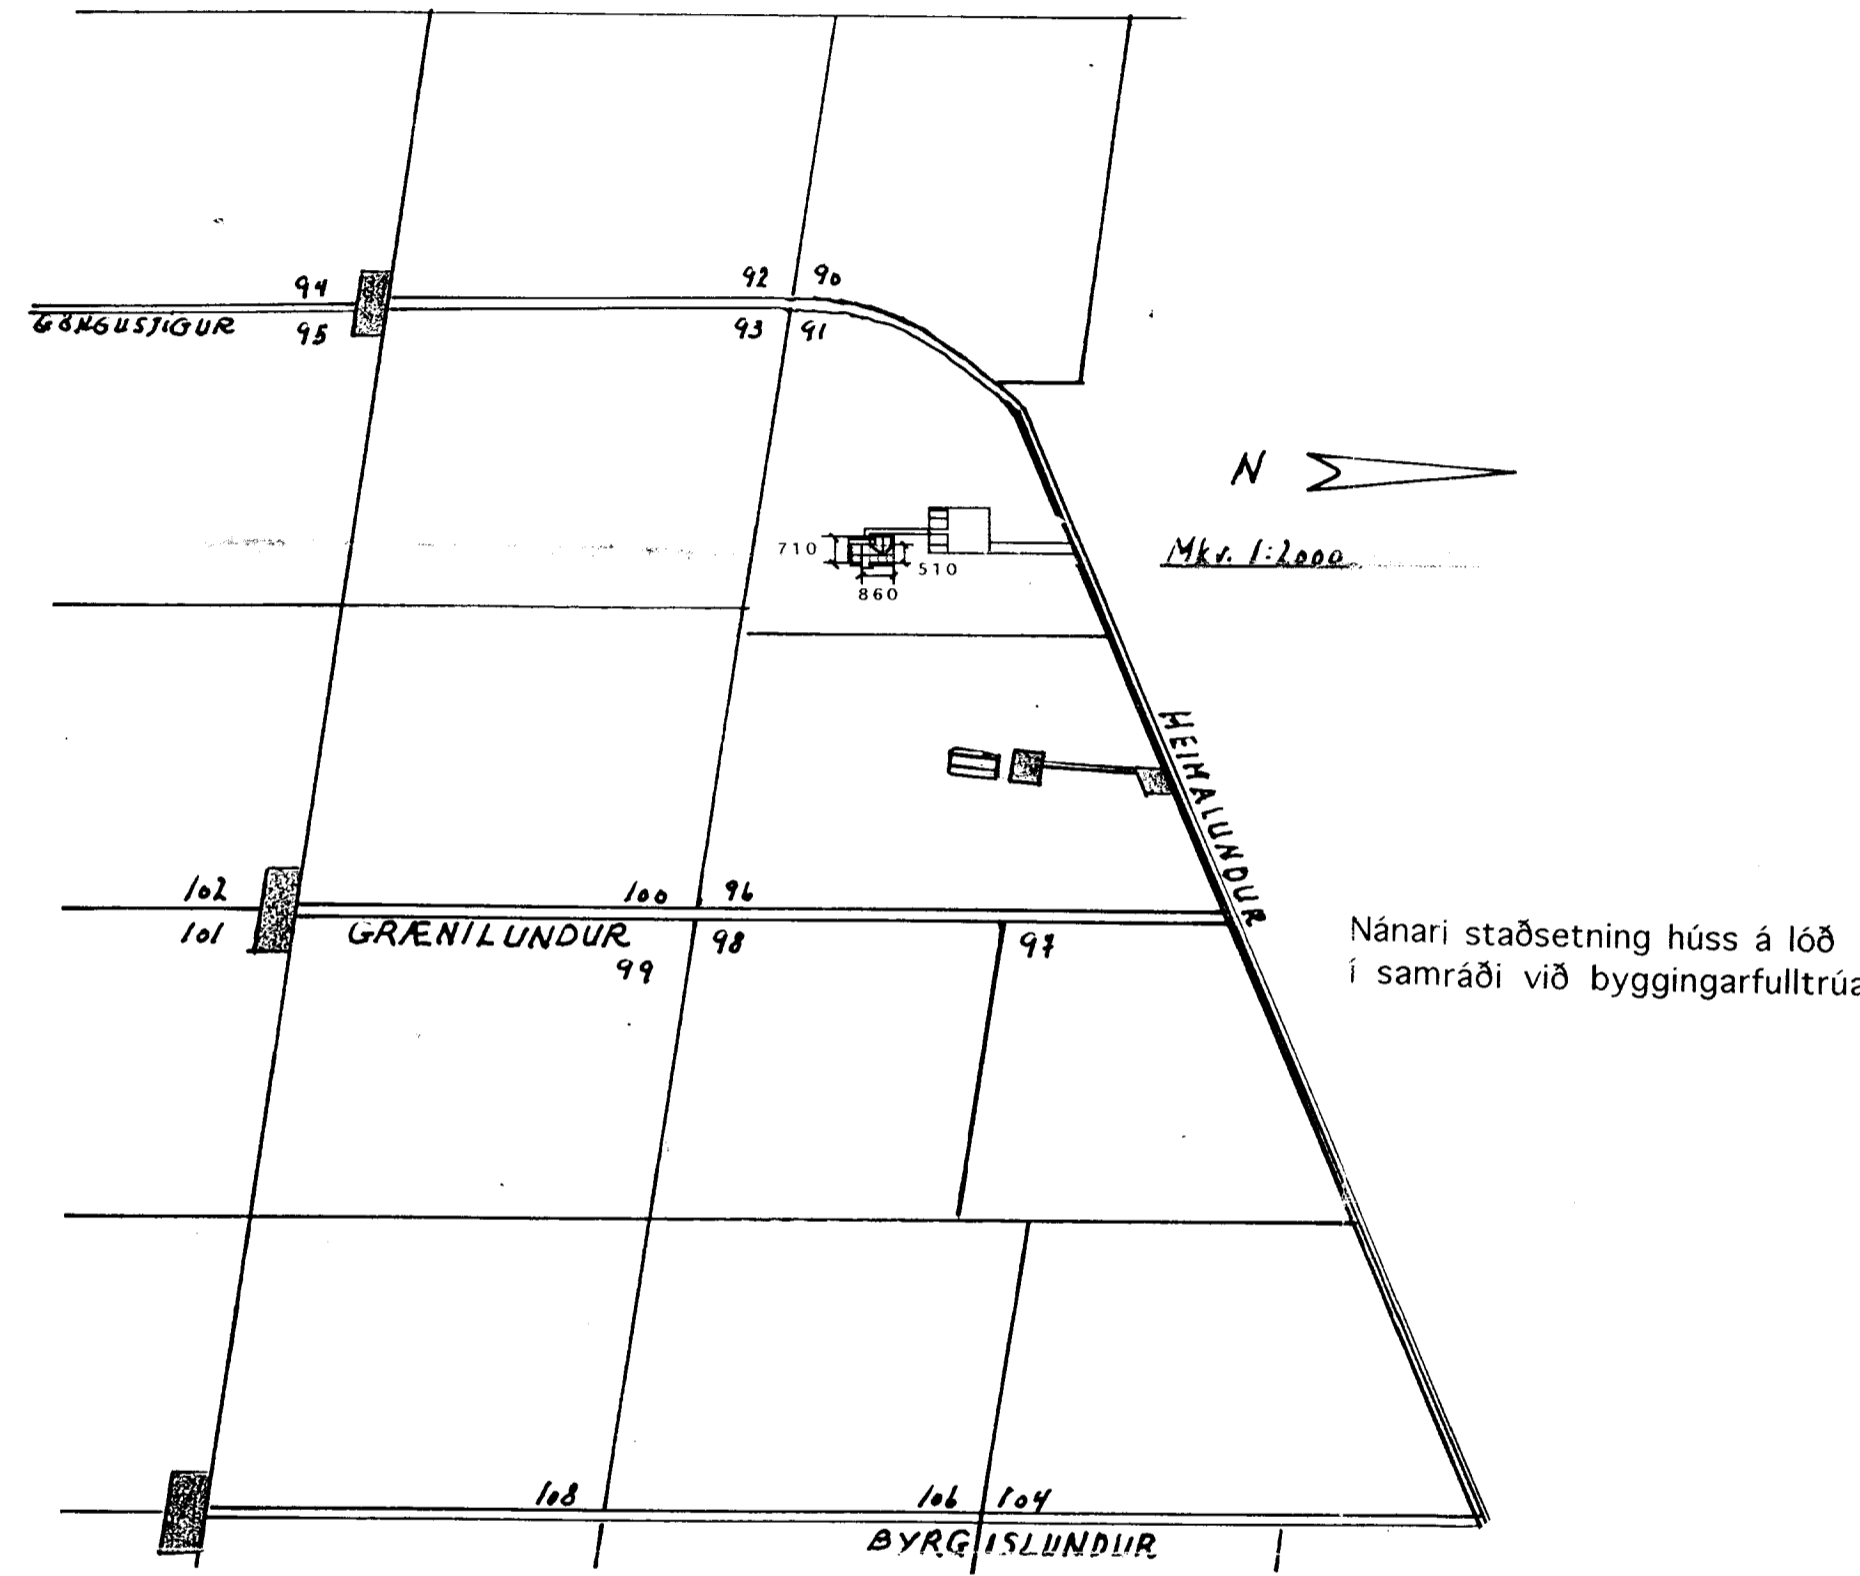 94
92
90
GÖNGUSTIGUR
95
93
91
N
710
510
860
Mkv. 1:2000
HEIMALUNDUR
102
100
96
101
GRÆNILUNDUR
98
97
99
Nánari staðsetning húss á lóð
í samráði við byggingarfulltrúa
108
106
104
BYRGISLUNDUR